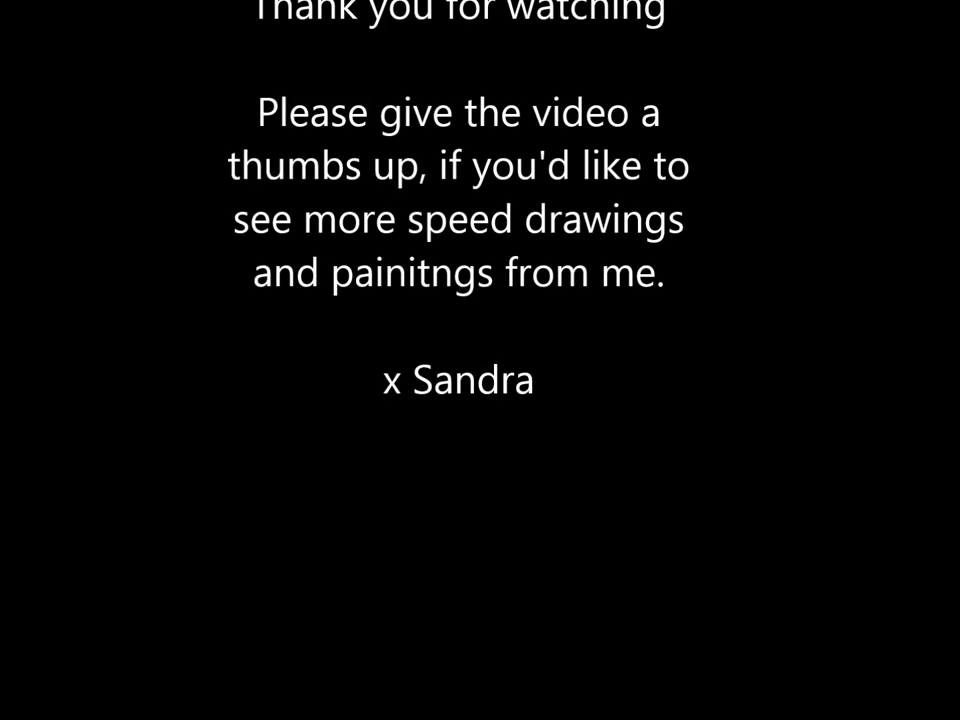 Thank you for watching
Please give the video a
thumbs up, if you'd like to
see more speed drawings
and painitngs from me.
x Sandra